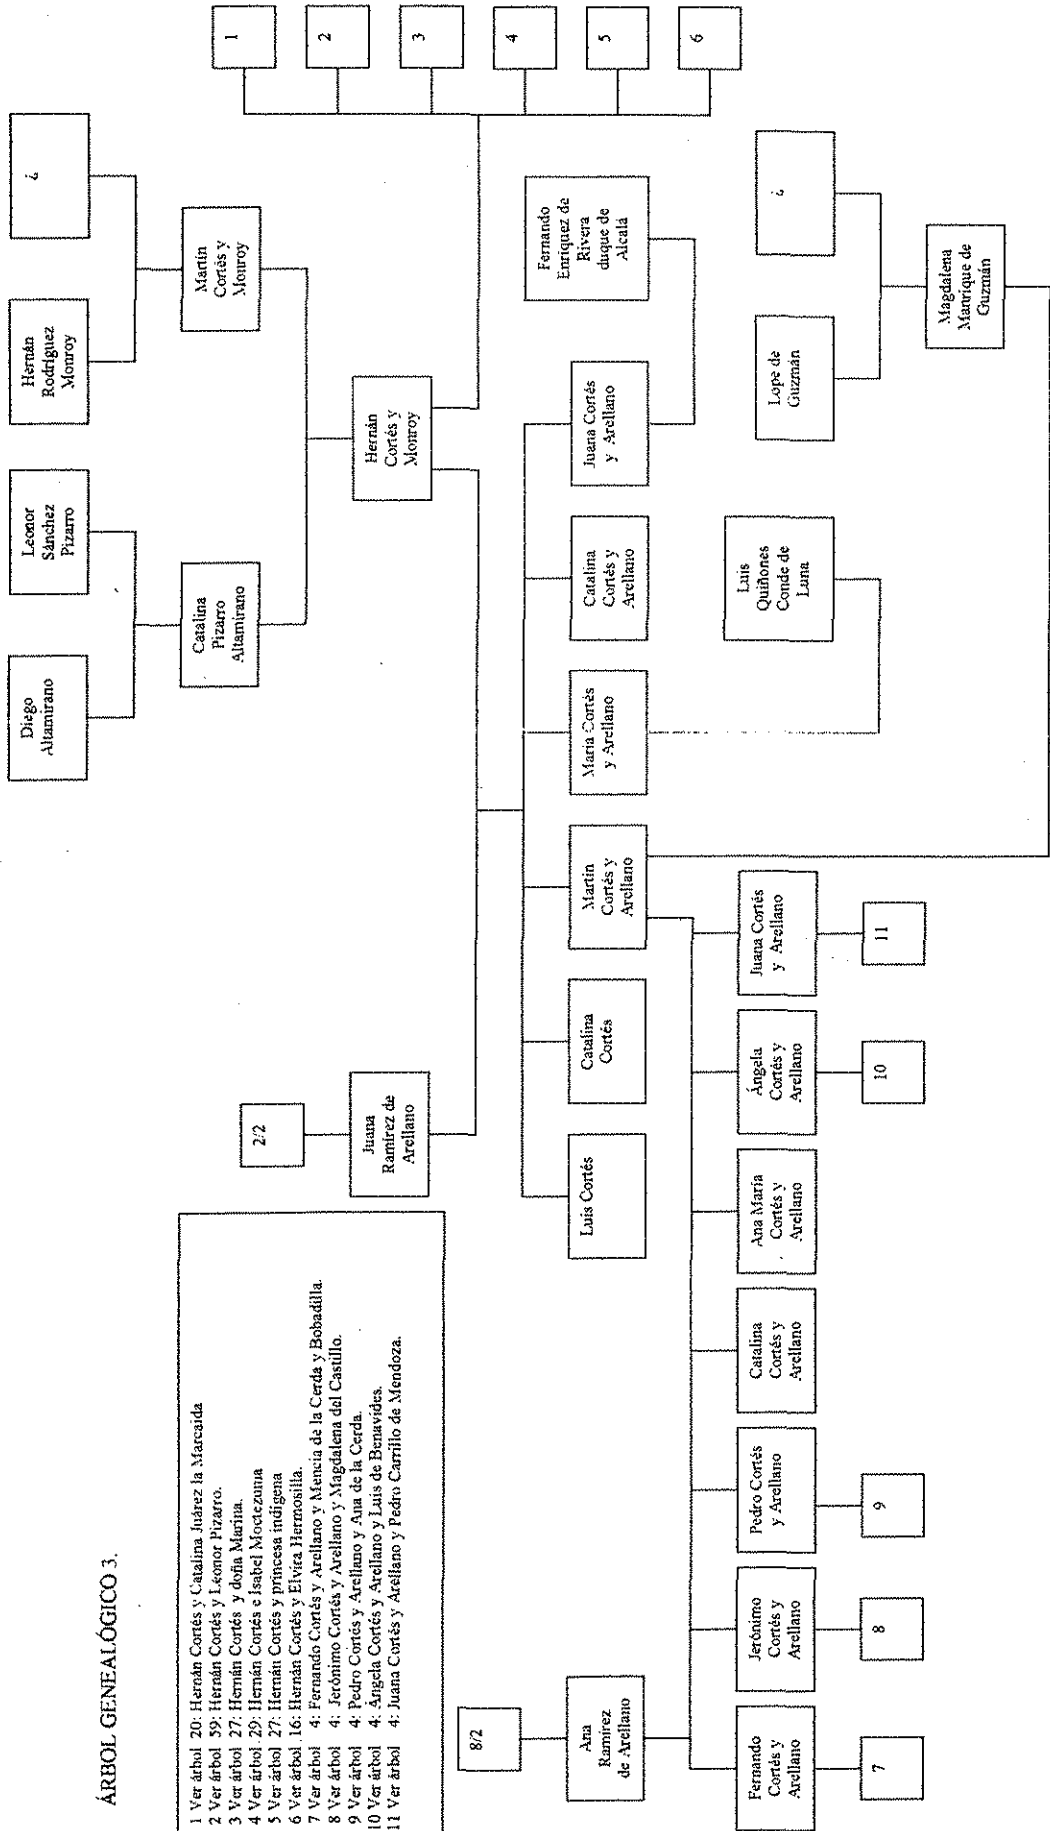 ÁRBOL GENEALÓGICO 3.
1 Ver árbol 20: Hernán Cortés y Catalina Juárez la Marcaida
2 Ver árbol 59: Hernán Cortés y Leonor Pizarro.
3 Ver árbol 27: Hernán Cortés y doña Marina.
4 Ver árbol 29: Hernán Cortés e Isabel Moctezuma
5 Ver árbol 27: Hernán Cortés y princesa indígena
6 Ver árbol 16: Hernán Cortés y Elvira Hermosilla.
7 Ver árbol 4: Fernando Cortés y Arellano y Mencia de la Cerda y Bobadilla.
8 Ver árbol 4: Jerónimo Cortés y Arellano y Magdalena del Castillo.
9 Ver árbol 4: Pedro Cortés y Arellano y Ana de la Cerda.
10 Ver árbol 4: Ángela Cortés y Arellano y Luis de Benavides.
11 Ver árbol 4: Juana Cortés y Arellano y Pedro Carrillo de Mendoza.
Diego
Altamirano
Leonor
Sánchez
Pizarro
Hernán
Rodríguez
Monroy
¿
Catalina
Pizarro
Altamirano
Martín
Cortés y
Monroy
2/2
Juana
Ramírez de
Arellano
Hernán
Cortés y
Monroy
1
2
3
4
5
6
Luis Cortés
Catalina
Cortés
Martín
Cortés y
Arellano
María Cortés
y Arellano
Catalina
Cortés y
Arellano
Juana Cortés
y Arellano
Fernando
Enríquez de
Rivera
duque de
Alcalá
Luis
Quiñones
Conde de
Luna
Lope de
Guzmán
¿
Magdalena
Manrique de
Guzmán
8/2
Ana
Ramírez
de Arellano
Fernando
Cortés y
Arellano
Jerónimo
Cortés y
Arellano
Pedro Cortés
y Arellano
Catalina
Cortés y
Arellano
Ana María
Cortés y
Arellano
Ángela
Cortés y
Arellano
Juana Cortés
y Arellano
7
8
9
10
11